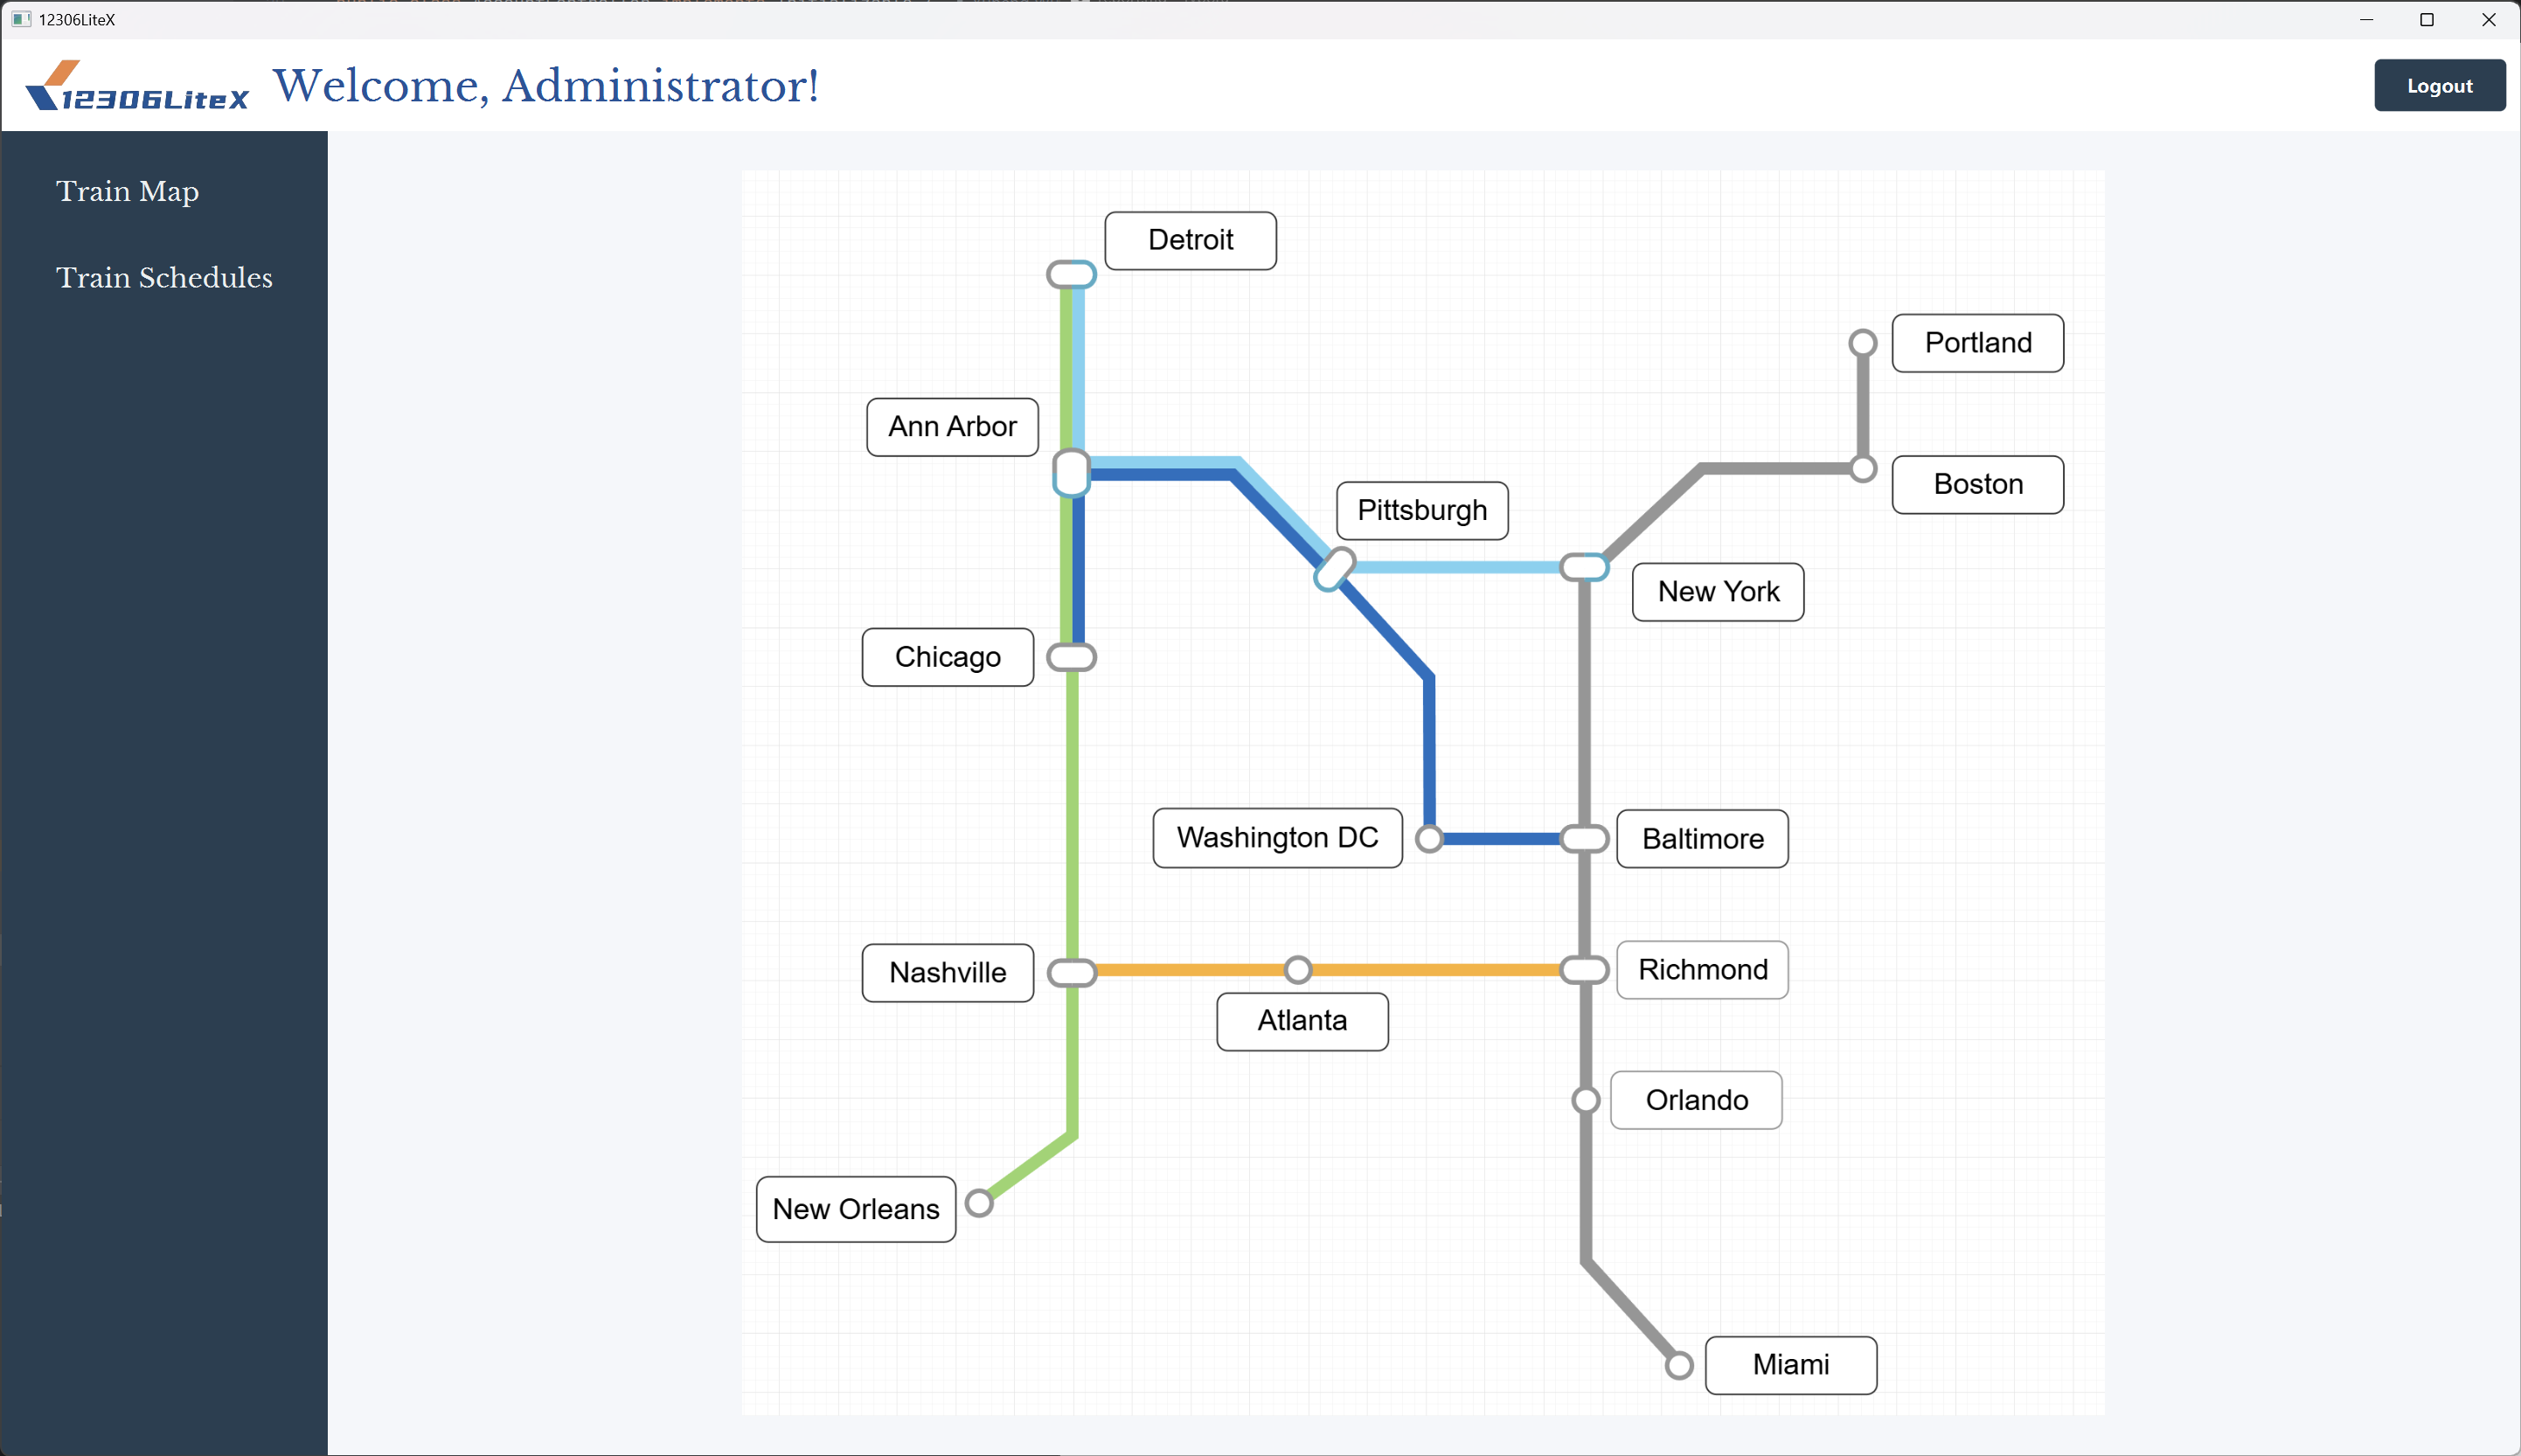 12306LiteX
12306LiteX
Welcome, Administrator!
Logout
Train Map
Train Schedules
Detroit
Portland
Ann Arbor
Boston
Pittsburgh
New York
Chicago
Washington DC
Baltimore
Nashville
Richmond
Atlanta
Orlando
New Orleans
Miami